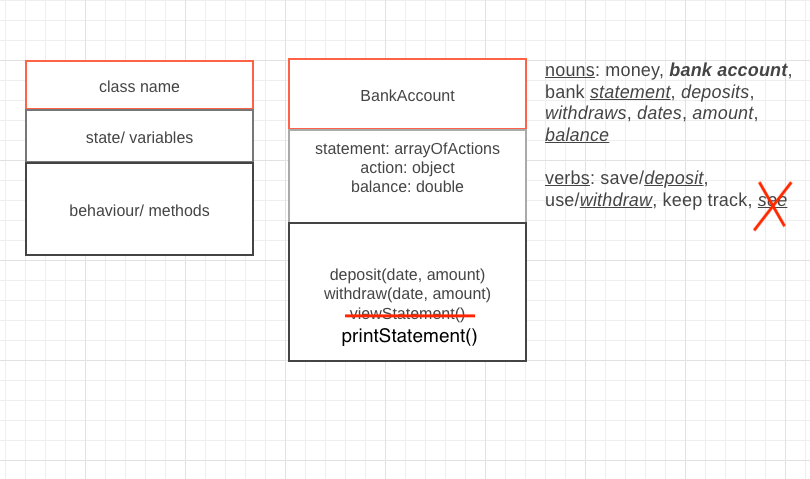 class name
state/ variables
behaviour/ methods
BankAccount
statement: arrayOfActions
action: object
balance: double
deposit(date, amount)
withdraw(date, amount)
viewStatement()
printStatement()
nouns: money, bank account,
bank statement, deposits,
withdraws, dates, amount,
balance
verbs: save/deposit,
use/withdraw, keep track, see